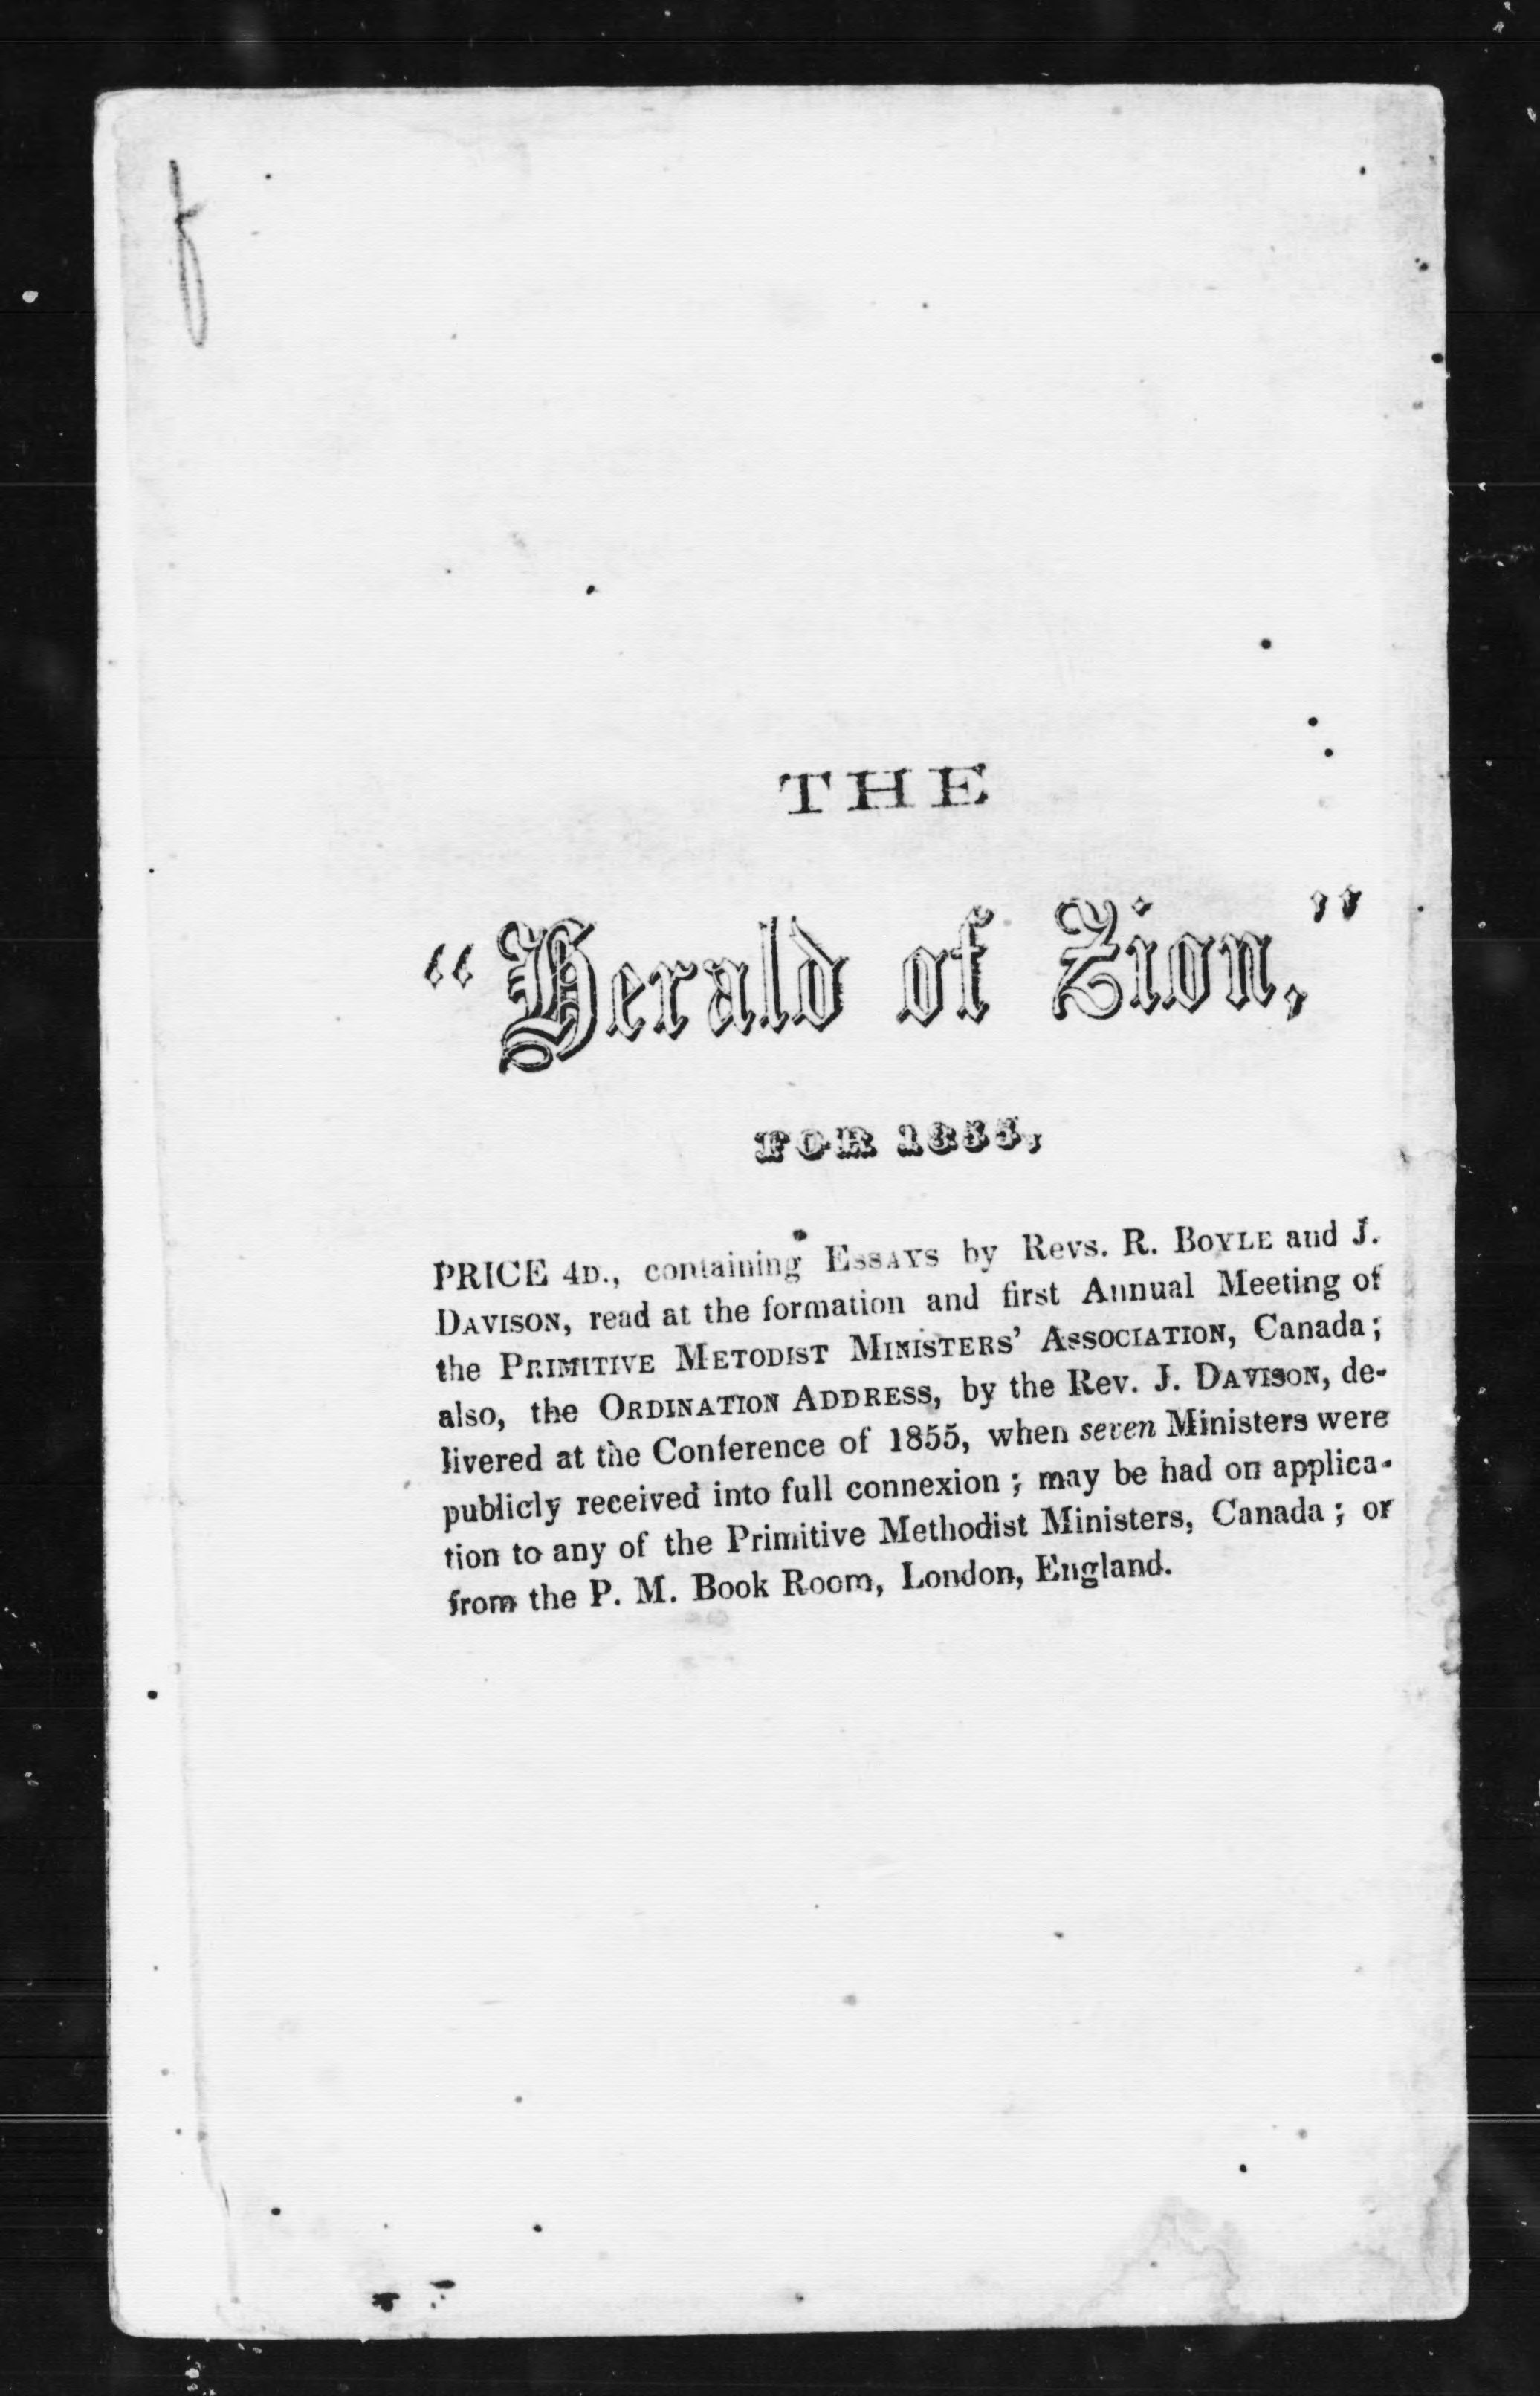 THE
“Herald of Zion,”
FOR 1855,
PRICE 4D., containing ESSAYS by Revs. R. BOYLE and J.
DAVISON, read at the formation and first Annual Meeting of
the PRIMITIVE METODIST MINISTERS’ ASSOCIATION, Canada;
also, the ORDINATION ADDRESS, by the Rev. J. DAVISON, de-
livered at the Conference of 1855, when seven Ministers were
publicly received into full connexion ; may be had on applica-
tion to any of the Primitive Methodist Ministers, Canada ; or
from the P. M. Book Room, London, England.